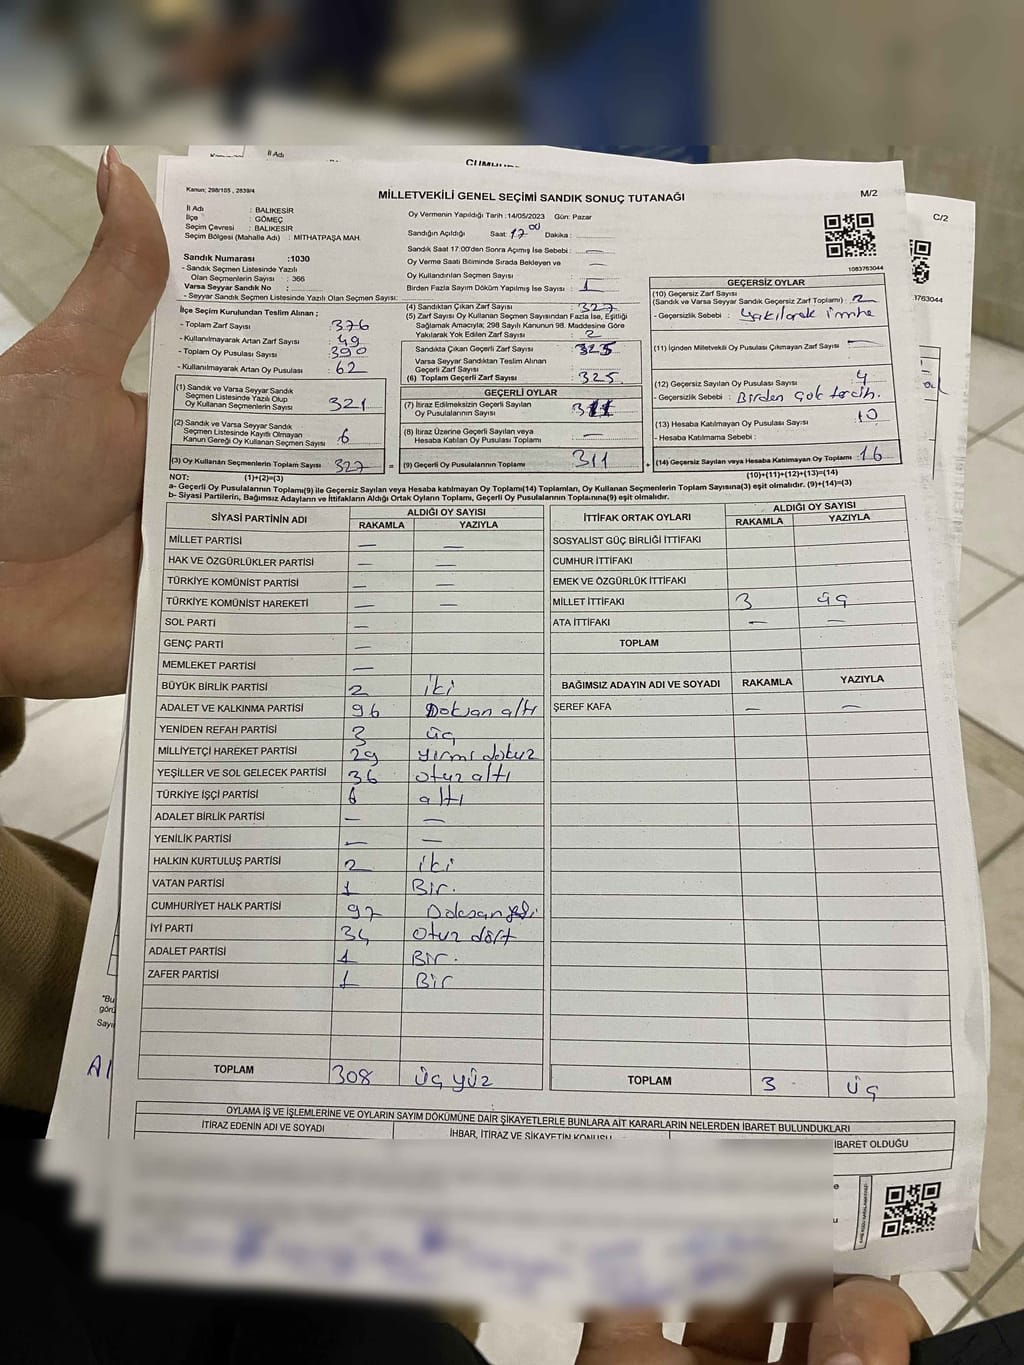 İl Adı
CUMHUR
Kanun: 298/105 , 2839/4
MİLLETVEKİLİ GENEL SEÇİMİ SANDIK SONUÇ TUTANAĞI
M/2
C/2
İl Adı : BALIKESİR
İlçe : GÖMEÇ
Seçim Çevresi : BALIKESİR
Seçim Bölgesi (Mahalle Adı) : MİTHATPAŞA MAH.
Sandık Numarası :1030
- Sandık Seçmen Listesinde Yazılı
Olan Seçmenlerin Sayısı : 366
Varsa Seyyar Sandık No :
- Seyyar Sandık Seçmen Listesinde Yazılı Olan Seçmen Sayısı:
Oy Vermenin Yapıldığı Tarih :14/05/2023 Gün: Pazar
Sandığın Açıldığı Saat: 17 00 Dakika :
Sandık Saat 17:00'den Sonra Açımış İse Sebebi : —
Oy Verme Saati Bitiminde Sırada Bekleyen ve
Oy Kullandırılan Seçmen Sayısı : —
Birden Fazla Sayım Döküm Yapılmış İse Sayısı : 1
1083763044
3763044
İlçe Seçim Kurulundan Teslim Alınan ;
- Toplam Zarf Sayısı : 376
- Kullanılmayarak Artan Zarf Sayısı : 49
- Toplam Oy Pusulası Sayısı : 390
- Kullanılmayarak Artan Oy Pusulası : 62
(1) Sandık ve Varsa Seyyar Sandık
Seçmen Listesinde Yazılı Olup
Oy Kullanan Seçmenlerin Sayısı : 321
(2) Sandık ve Varsa Seyyar Sandık
Seçmen Listesinde Kayıtlı Olmayan
Kanun Gereği Oy Kullanan Seçmen Sayısı : 6
(3) Oy Kullanan Seçmenlerin Toplam Sayısı : 327
(1)+(2)=(3)
(4) Sandıktan Çıkan Zarf Sayısı : 327
(5) Zarf Sayısı Oy Kullanan Seçmen Sayısından Fazla İse, Eşitliği
Sağlamak Amacıyla; 298 Sayılı Kanunun 98. Maddesine Göre
Yakılarak Yok Edilen Zarf Sayısı : 2
Sandıkta Çıkan Geçerli Zarf Sayısı : 325
Varsa Seyyar Sandıktan Teslim Alınan
Geçerli Zarf Sayısı :
(6) Toplam Geçerli Zarf Sayısı : 325
GEÇERLİ OYLAR
(7) İtiraz Edilmeksizin Geçerli Sayılan
Oy Pusulalarının Sayısı : 311
(8) İtiraz Üzerine Geçerli Sayılan veya
Hesaba Katılan Oy Pusulası Toplamı : —
= (9) Geçerli Oy Pusulalarının Toplamı : 311
GEÇERSİZ OYLAR
(10) Geçersiz Zarf Sayısı
(Sandık ve Varsa Seyyar Sandık Geçersiz Zarf Toplamı) : 2
- Geçersizlik Sebebi : Yakılarak imha
(11) İçinden Milletvekili Oy Pusulası Çıkmayan Zarf Sayısı : —
(12) Geçersiz Sayılan Oy Pusulası Sayısı : 4
- Geçersizlik Sebebi : Birden çok tercih.
(13) Hesaba Katılmayan Oy Pusulası Sayısı : 10
- Hesaba Katılmama Sebebi :
+ (14) Geçersiz Sayılan veya Hesaba Katılmayan Oy Toplamı : 16
(10)+(11)+(12)+(13)=(14)
NOT:
a- Geçerli Oy Pusulalarının Toplamı(9) ile Geçersiz Sayılan veya Hesaba katılmayan Oy Toplamı(14) Toplamları, Oy Kullanan Seçmenlerin Toplam Sayısına(3) eşit olmalıdır. (9)+(14)=(3)
b- Siyasi Partilerin, Bağımsız Adayların ve İttifakların Aldığı Ortak Oyların Toplamı, Geçerli Oy Pusulalarının Toplamına(9) eşit olmalıdır.
SİYASİ PARTİNİN ADI ALDIĞI OY SAYISI
RAKAMLA YAZIYLA
MİLLET PARTİSİ — —
HAK VE ÖZGÜRLÜKLER PARTİSİ — —
TÜRKİYE KOMÜNİST PARTİSİ — —
TÜRKİYE KOMÜNİST HAREKETİ — —
SOL PARTİ —
GENÇ PARTİ —
MEMLEKET PARTİSİ —
BÜYÜK BİRLİK PARTİSİ 2 iki
ADALET VE KALKINMA PARTİSİ 96 Doksan altı
YENİDEN REFAH PARTİSİ 3 üç
MİLLİYETÇİ HAREKET PARTİSİ 29 yirmi dokuz
YEŞİLLER VE SOL GELECEK PARTİSİ 36 otuz altı
TÜRKİYE İŞÇİ PARTİSİ 6 altı
ADALET BİRLİK PARTİSİ — —
YENİLİK PARTİSİ — —
HALKIN KURTULUŞ PARTİSİ 2 iki
VATAN PARTİSİ 1 Bir.
CUMHURİYET HALK PARTİSİ 97 Doksan yedi
İYİ PARTİ 34 otuz dört
ADALET PARTİSİ 1 Bir.
ZAFER PARTİSİ 1 Bir
TOPLAM 308 üç yüz
İTTİFAK ORTAK OYLARI ALDIĞI OY SAYISI
RAKAMLA YAZIYLA
SOSYALİST GÜÇ BİRLİĞİ İTTİFAKI
CUMHUR İTTİFAKI
EMEK VE ÖZGÜRLÜK İTTİFAKI
MİLLET İTTİFAKI 3 üç
ATA İTTİFAKI — —
TOPLAM
BAĞIMSIZ ADAYIN ADI VE SOYADI RAKAMLA YAZIYLA
ŞEREF KAFA — —
TOPLAM 3 üç
"Bu
görü
Sayı
Al
OYLAMA İŞ VE İŞLEMLERİNE VE OYLARIN SAYIM DÖKÜMÜNE DAİR ŞİKAYETLERLE BUNLARA AİT KARARLARIN NELERDEN İBARET BULUNDUKLARI
İTİRAZ EDENİN ADI VE SOYADI
İHBAR, İTİRAZ VE ŞİKAYETİN KONUSU
İBARET OLDUĞU